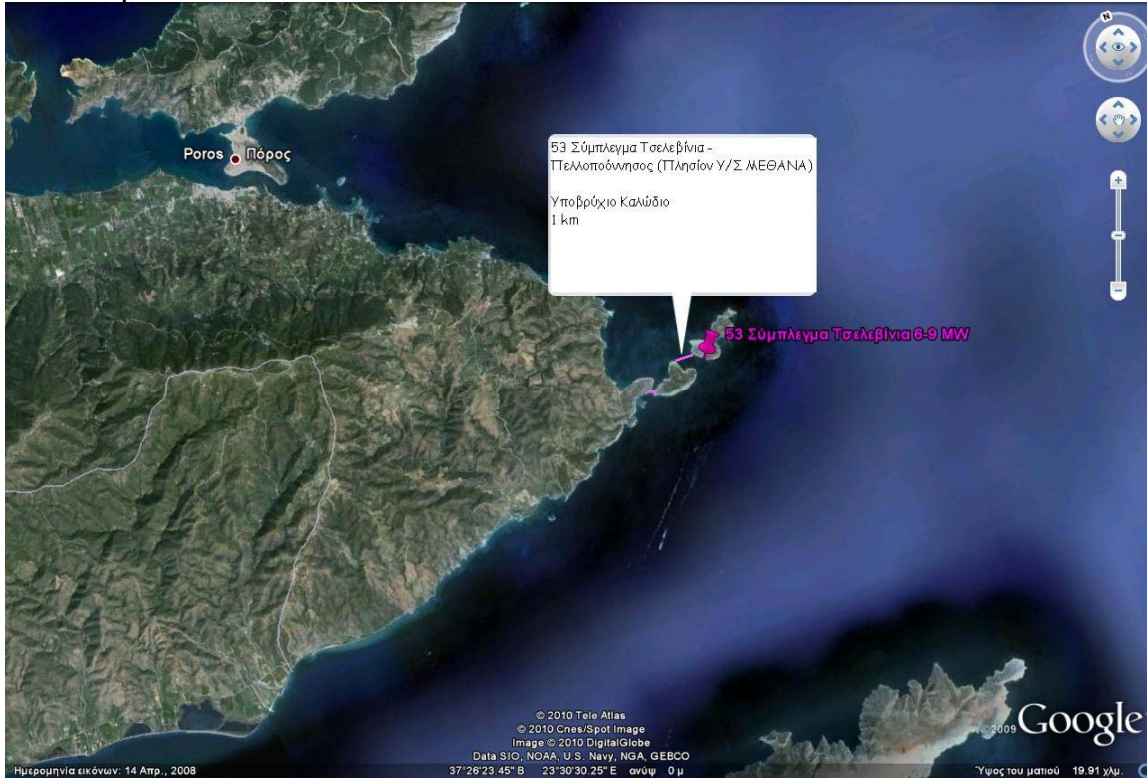 N
Poros Πόρος
53 Σύμπλεγμα Τσελεβίνια -
Πελλοποόννησος (Πλησίον Υ/Σ ΜΕΘΑΝΑ)
Υποβρύχιο Καλώδιο
1 km
53 Σύμπλεγμα Τσελεβίνια 6-9 MW
© 2010 Tele Atlas
© 2010 Cnes/Spot Image
Image © 2010 DigitalGlobe
Data SIO, NOAA, U.S. Navy, NGA, GEBCO
© 2009 Google
Ημερομηνία εικόνων: 14 Απρ., 2008
37°26'23.45" Β 23°30'30.25" Ε ανύψ 0 μ
Ύψος του ματιού 19.91 χλμ.